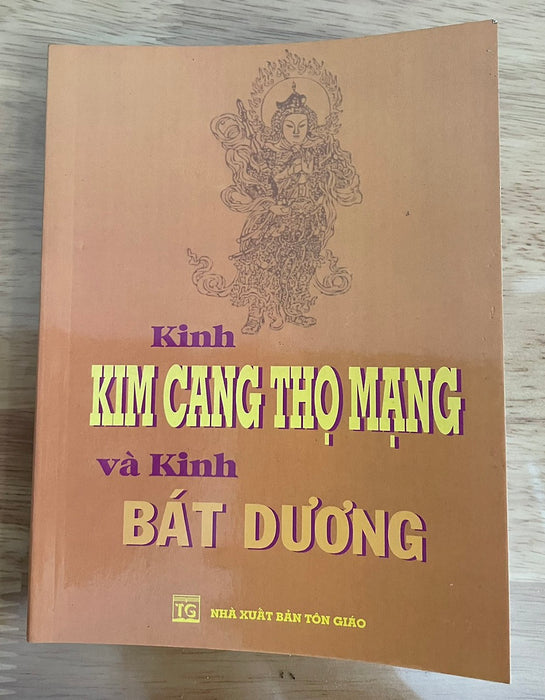 Kinh
KIM CANG THỌ MẠNG
và Kinh
BÁT DƯƠNG
TG NHÀ XUẤT BẢN TÔN GIÁO